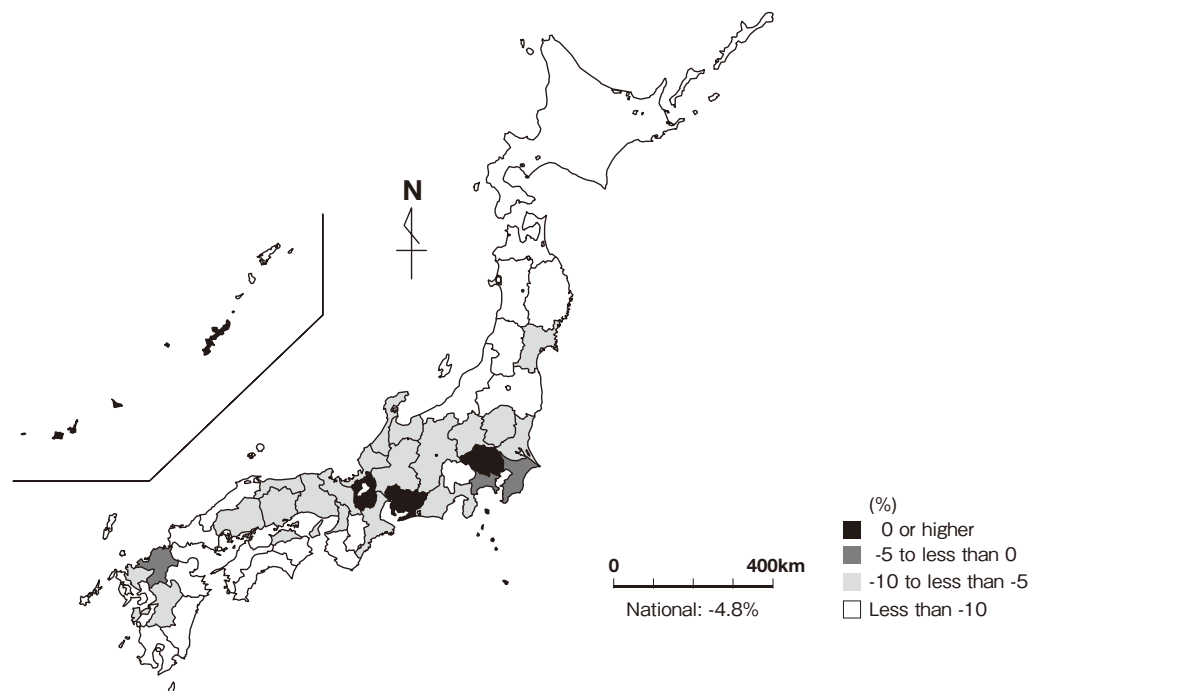 N
(%)
0 or higher
-5 to less than 0
-10 to less than -5
Less than -10
0 400km
National: -4.8%